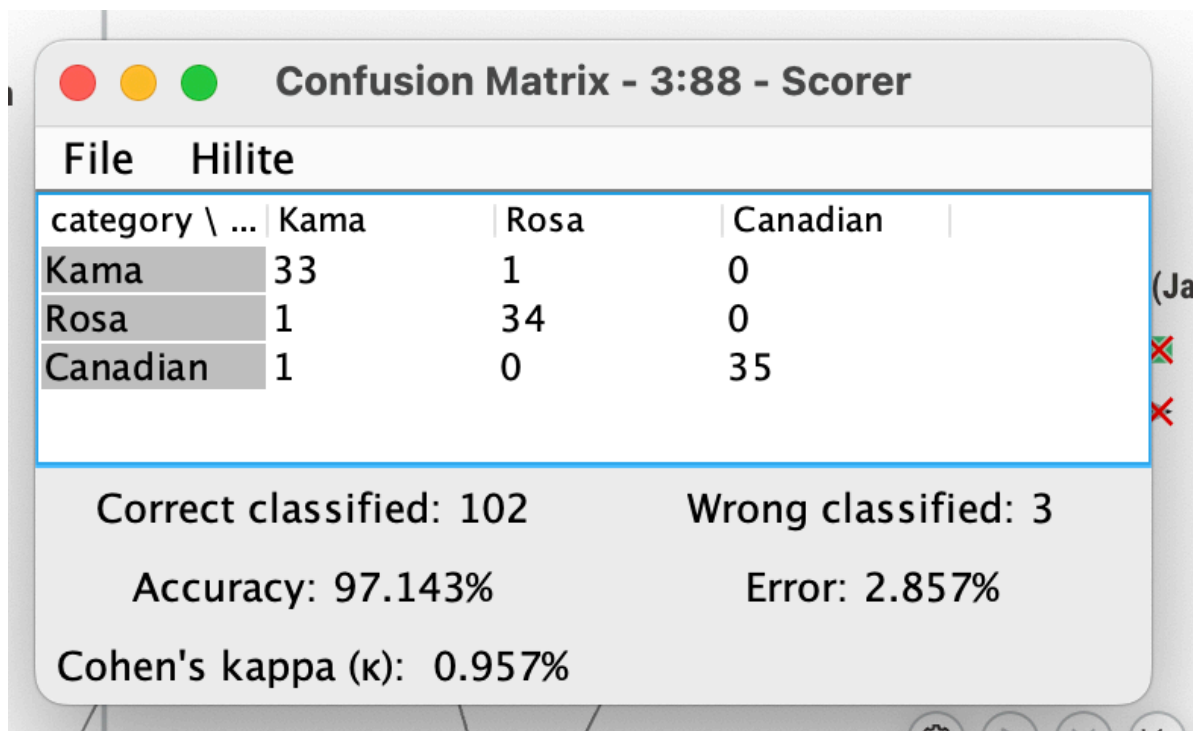 Confusion Matrix - 3:88 - Scorer
File Hilite
category \ ... Kama Rosa Canadian
Kama 33 1 0
Rosa 1 34 0
Canadian 1 0 35
(Ja
Correct classified: 102 Wrong classified: 3
Accuracy: 97.143% Error: 2.857%
Cohen's kappa (κ): 0.957%